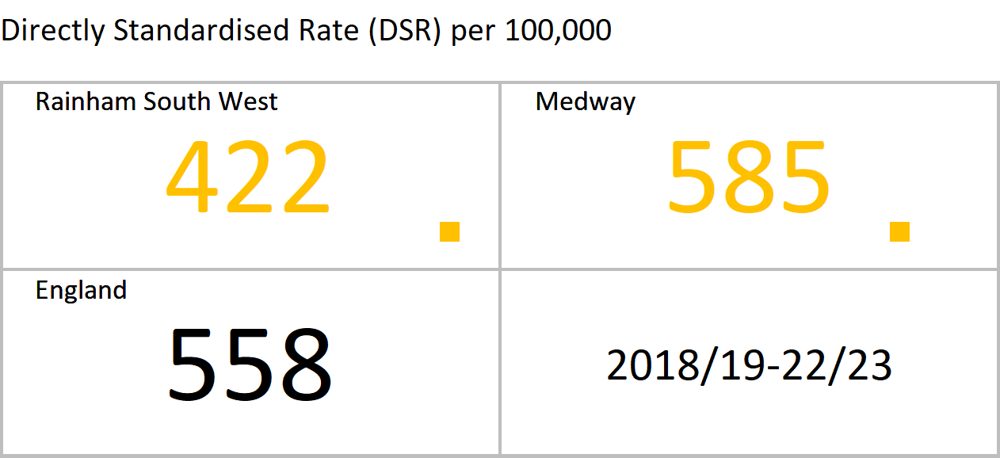 Directly Standardised Rate (DSR) per 100,000
Rainham South West
422
Medway
585
England
558
2018/19-22/23